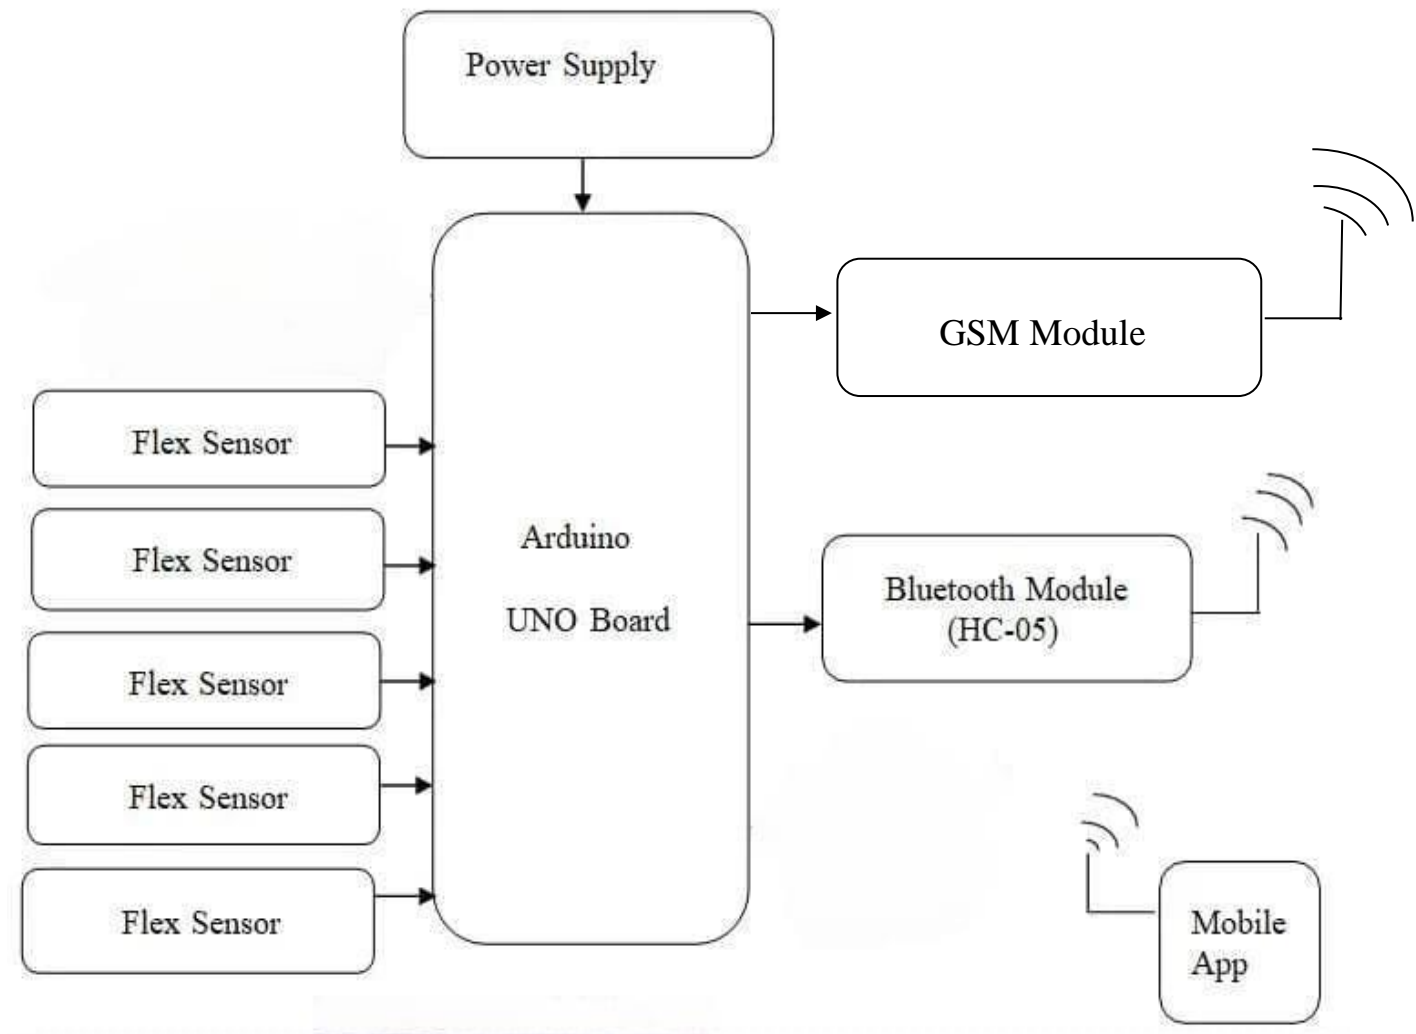 Power Supply
GSM Module
Flex Sensor
Flex Sensor
Flex Sensor
Flex Sensor
Flex Sensor
Arduino
UNO Board
Bluetooth Module
(HC-05)
Mobile
App